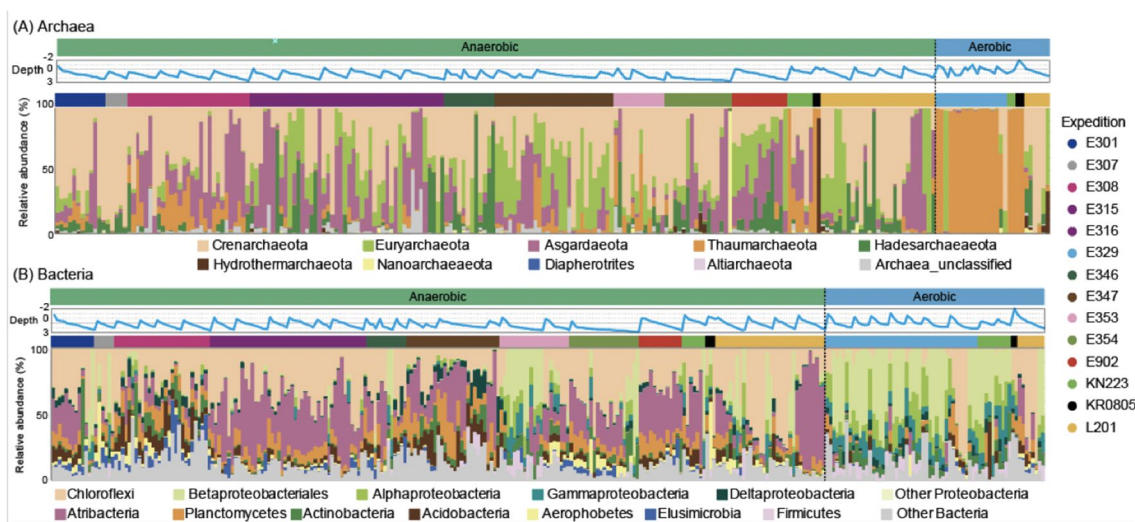 (A) Archaea
Anaerobic Aerobic
-2
Depth 0
3
100
Relative abundance (%)
50
0
Crenarchaeota Euryarchaeota Asgardaeota Thaumarchaeota Hadesarchaeaeota
Hydrothermarchaeota Nanoarchaeaeota Diapherotrites Altiarchaeota Archaea_unclassified
(B) Bacteria
Anaerobic Aerobic
-2
Depth 0
3
100
Relative abundance (%)
50
0
Chloroflexi Betaproteobacteriales Alphaproteobacteria Gammaproteobacteria Deltaproteobacteria Other Proteobacteria
Atribacteria Planctomycetes Actinobacteria Acidobacteria Aerophobetes Elusimicrobia Firmicutes Other Bacteria
Expedition
E301
E307
E308
E315
E316
E329
E346
E347
E353
E354
E902
KN223
KR0805
L201